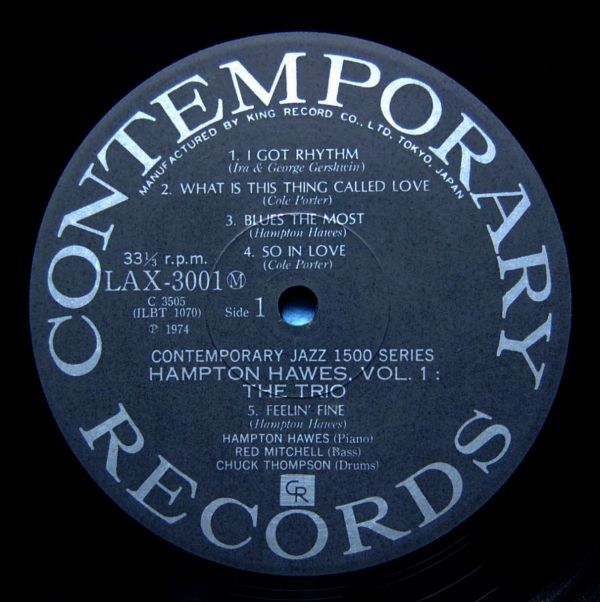 CONTEMPORARY
MANUFACTURED BY KING RECORD CO., LTD. TOKYO, JAPAN
1. I GOT RHYTHM
(Ira & George Gershwin)
2. WHAT IS THIS THING CALLED LOVE
(Cole Porter)
3. BLUES THE MOST
(Hampton Hawes)
4. SO IN LOVE
(Cole Porter)
33⅓ r.p.m.
LAX-3001 Ⓜ
C 3505
(ILBT 1070)
Side 1
℗ 1974
CONTEMPORARY JAZZ 1500 SERIES
HAMPTON HAWES, VOL. 1 :
THE TRIO
5. FEELIN' FINE
(Hampton Hawes)
HAMPTON HAWES (Piano)
RED MITCHELL (Bass)
CHUCK THOMPSON (Drums)
CR
RECORDS